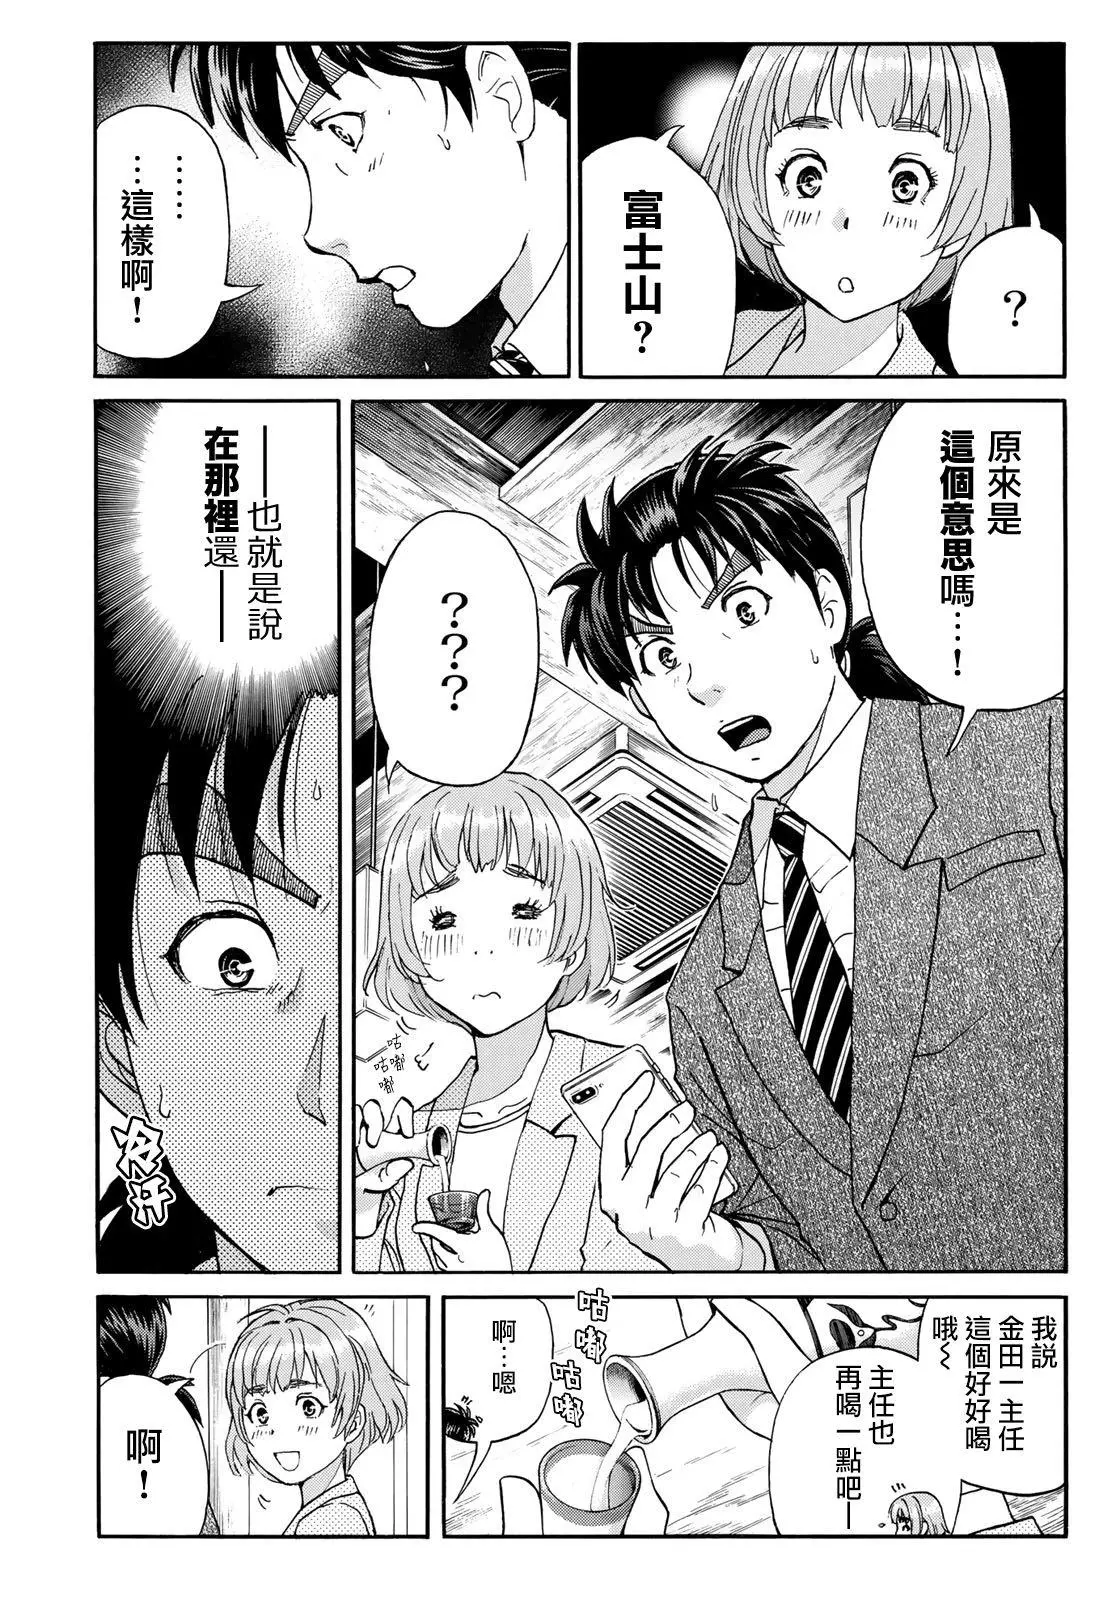 ？
富士山？
……
…這樣啊！
原來是
這個意思嗎…！
？？？
咕嘟
咕嘟
嘟
——也就是說
在那裡還——
冷汗
我說
金田一主任
這個好好喝
哦～
主任也
再喝一點吧—
咕嘟
咕嘟
嘟
啊…嗯
啊！